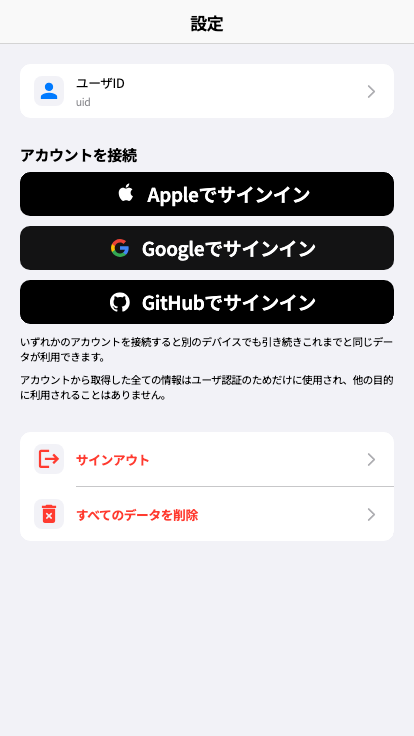 設定
ユーザID
uid
アカウントを接続
Appleでサインイン
Googleでサインイン
GitHubでサインイン
いずれかのアカウントを接続すると別のデバイスでも引き続きこれまでと同じデー
タが利用できます。
アカウントから取得した全ての情報はユーザ認証のためだけに使用され、他の目的
に利用されることはありません。
サインアウト
すべてのデータを削除